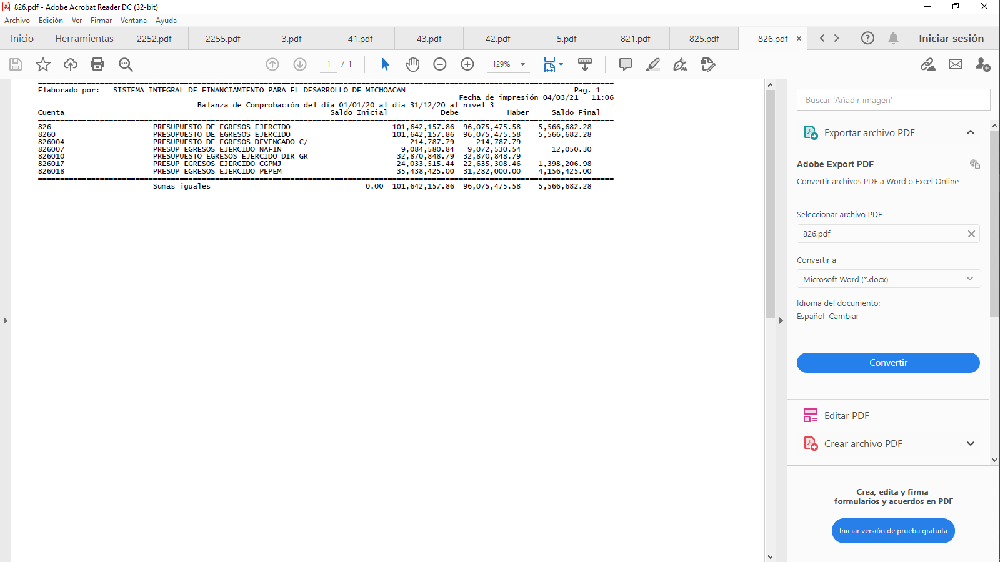 826.pdf - Adobe Acrobat Reader DC (32-bit)
Archivo Edición Ver Firmar Ventana Ayuda
Inicio Herramientas 2252.pdf 2255.pdf 3.pdf 41.pdf 43.pdf 42.pdf 5.pdf 821.pdf 825.pdf 826.pdf Iniciar sesión
1 / 1 129%
Elaborado por: SISTEMA INTEGRAL DE FINANCIAMIENTO PARA EL DESARROLLO DE MICHOACAN Pag. 1
Fecha de impresión 04/03/21 11:06
Balanza de Comprobación del día 01/01/20 al día 31/12/20 al nivel 3
Cuenta Saldo Inicial Debe Haber Saldo Final
826 PRESUPUESTO DE EGRESOS EJERCIDO 101,642,157.86 96,075,475.58 5,566,682.28
8260 PRESUPUESTO DE EGRESOS EJERCIDO 101,642,157.86 96,075,475.58 5,566,682.28
826004 PRESUPUESTO DE EGRESOS DEVENGADO C/ 214,787.79 214,787.79
826007 PRESUP EGRESOS EJERCIDO NAFIN 9,084,580.84 9,072,530.54 12,050.30
826010 PRESUPUESTO EGRESOS EJERCIDO DIR GR 32,870,848.79 32,870,848.79
826017 PRESUP EGRESOS EJERCIDO CGPMJ 24,033,515.44 22,635,308.46 1,398,206.98
826018 PRESUP EGRESOS EJERCIDO PEPEM 35,438,425.00 31,282,000.00 4,156,425.00
Sumas iguales 0.00 101,642,157.86 96,075,475.58 5,566,682.28
Buscar 'Añadir imagen'
Exportar archivo PDF
Adobe Export PDF
Convertir archivos PDF a Word o Excel Online
Seleccionar archivo PDF
826.pdf
Convertir a
Microsoft Word (*.docx)
Idioma del documento:
Español Cambiar
Convertir
Editar PDF
Crear archivo PDF
Crea, edita y firma
formularios y acuerdos en PDF
Iniciar versión de prueba gratuita